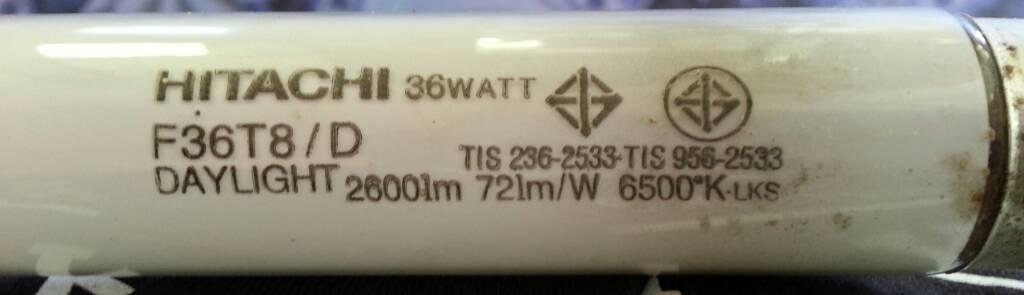 HITACHI 36WATT
F36T8/D
TIS 236-2533-TIS 956-2533
DAYLIGHT 2600lm 72lm/W 6500°K-LKS